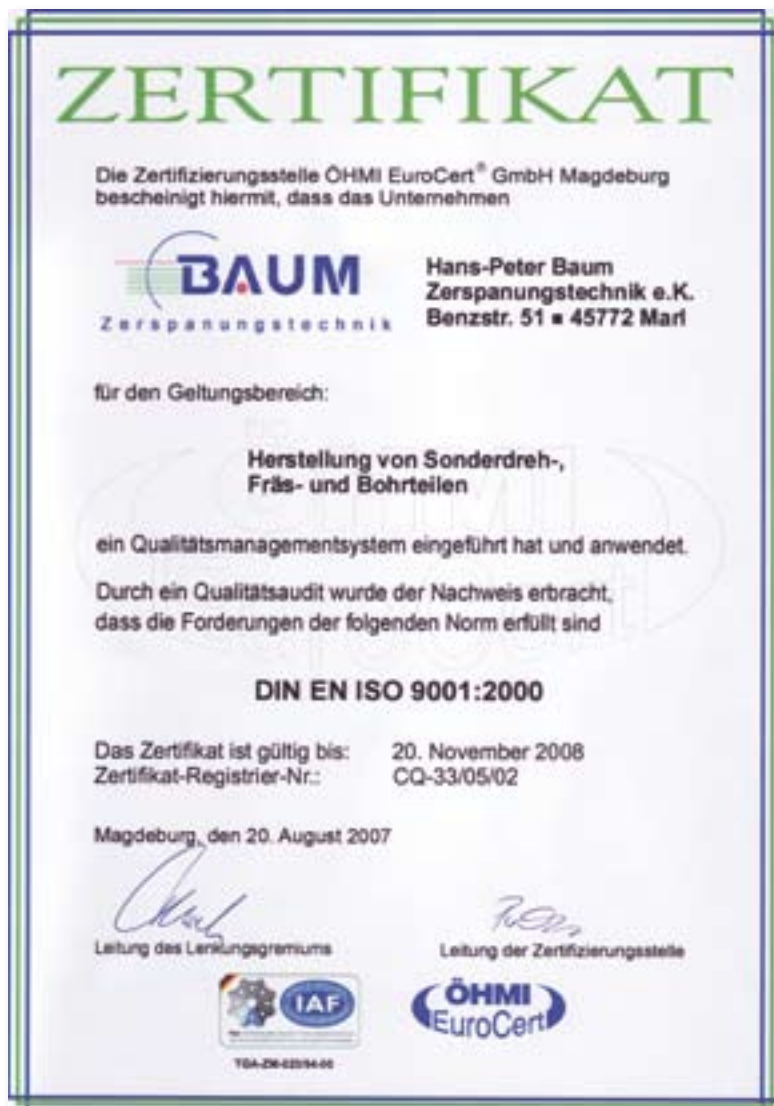 ZERTIFIKAT
Die Zertifizierungsstelle ÖHMI EuroCert® GmbH Magdeburg
bescheinigt hiermit, dass das Unternehmen
BAUM
Zerspanungstechnik
Hans-Peter Baum
Zerspanungstechnik e.K.
Benzstr. 51 ■ 45772 Marl
für den Geltungsbereich:
Herstellung von Sonderdreh-,
Fräs- und Bohrteilen
ein Qualitätsmanagementsystem eingeführt hat und anwendet.
Durch ein Qualitätsaudit wurde der Nachweis erbracht,
dass die Forderungen der folgenden Norm erfüllt sind
DIN EN ISO 9001:2000
Das Zertifikat ist gültig bis: 20. November 2008
Zertifikat-Registrier-Nr.: CQ-33/05/02
Magdeburg, den 20. August 2007
Leitung des Lenkungsgremiums
Leitung der Zertifizierungsstelle
IAF
ÖHMI
EuroCert